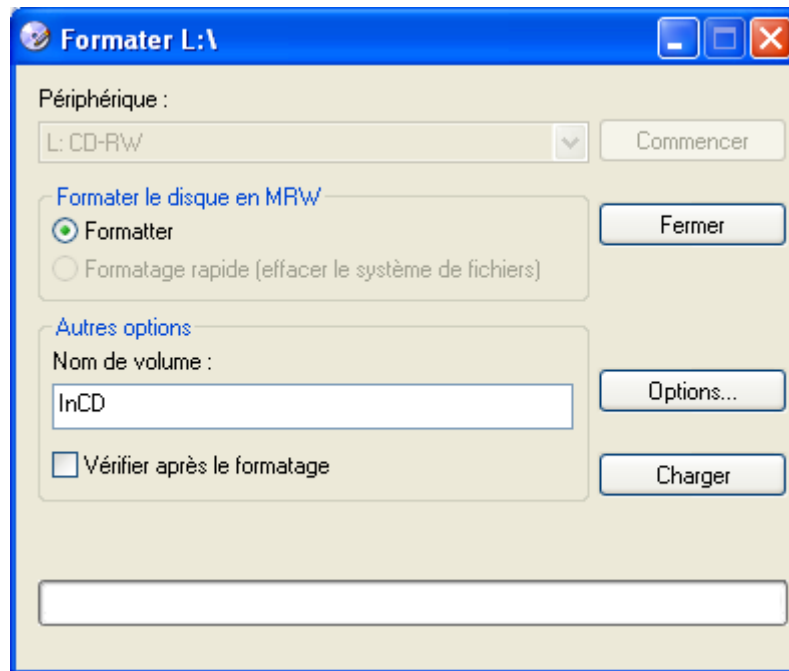 Formater L:\
Périphérique :
L: CD-RW
Commencer
Formater le disque en MRW
Formatter
Fermer
Formatage rapide (effacer le système de fichiers)
Autres options
Nom de volume :
InCD
Options...
Vérifier après le formatage
Charger